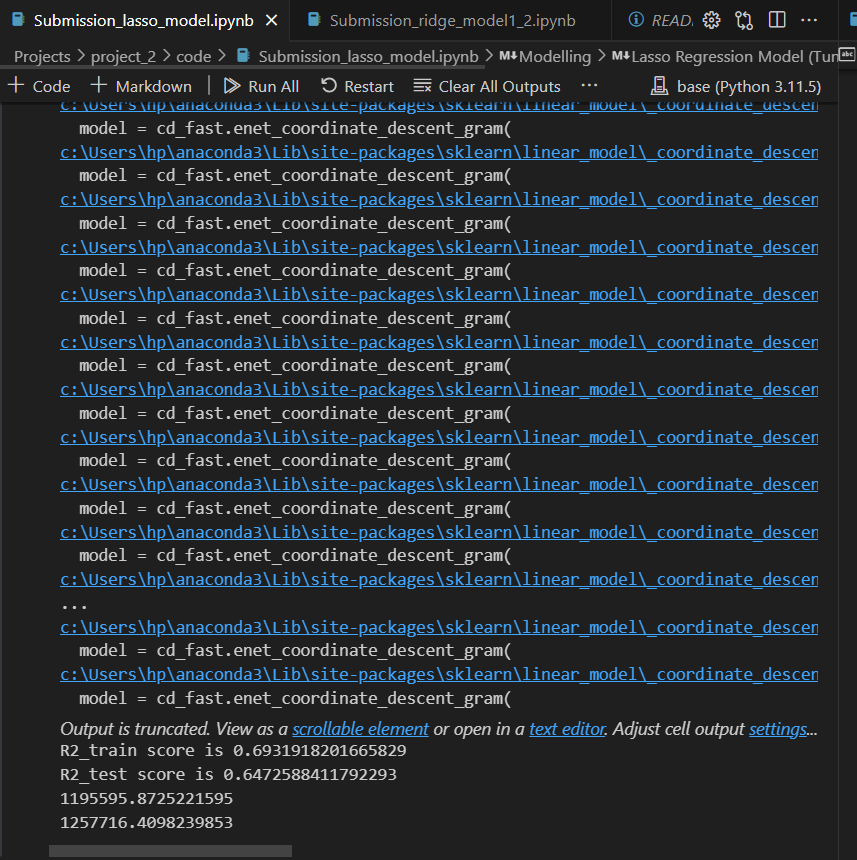 Submission_lasso_model.ipynb Submission_ridge_model1_2.ipynb READ
Projects > project_2 > code > Submission_lasso_model.ipynb > M↓Modelling > M↓Lasso Regression Model (Tun
abc
+ Code + Markdown | Run All Restart Clear All Outputs ... base (Python 3.11.5)
c:\Users\hp\anaconda3\Lib\site-packages\sklearn\linear_model\_coordinate_descen
model = cd_fast.enet_coordinate_descent_gram(
c:\Users\hp\anaconda3\Lib\site-packages\sklearn\linear_model\_coordinate_descen
model = cd_fast.enet_coordinate_descent_gram(
c:\Users\hp\anaconda3\Lib\site-packages\sklearn\linear_model\_coordinate_descen
model = cd_fast.enet_coordinate_descent_gram(
c:\Users\hp\anaconda3\Lib\site-packages\sklearn\linear_model\_coordinate_descen
model = cd_fast.enet_coordinate_descent_gram(
c:\Users\hp\anaconda3\Lib\site-packages\sklearn\linear_model\_coordinate_descen
model = cd_fast.enet_coordinate_descent_gram(
c:\Users\hp\anaconda3\Lib\site-packages\sklearn\linear_model\_coordinate_descen
model = cd_fast.enet_coordinate_descent_gram(
c:\Users\hp\anaconda3\Lib\site-packages\sklearn\linear_model\_coordinate_descen
model = cd_fast.enet_coordinate_descent_gram(
c:\Users\hp\anaconda3\Lib\site-packages\sklearn\linear_model\_coordinate_descen
model = cd_fast.enet_coordinate_descent_gram(
c:\Users\hp\anaconda3\Lib\site-packages\sklearn\linear_model\_coordinate_descen
model = cd_fast.enet_coordinate_descent_gram(
c:\Users\hp\anaconda3\Lib\site-packages\sklearn\linear_model\_coordinate_descen
model = cd_fast.enet_coordinate_descent_gram(
c:\Users\hp\anaconda3\Lib\site-packages\sklearn\linear_model\_coordinate_descen
...
c:\Users\hp\anaconda3\Lib\site-packages\sklearn\linear_model\_coordinate_descen
model = cd_fast.enet_coordinate_descent_gram(
c:\Users\hp\anaconda3\Lib\site-packages\sklearn\linear_model\_coordinate_descen
model = cd_fast.enet_coordinate_descent_gram(
Output is truncated. View as a scrollable element or open in a text editor. Adjust cell output settings...
R2_train score is 0.6931918201665829
R2_test score is 0.6472588411792293
1195595.8725221595
1257716.4098239853